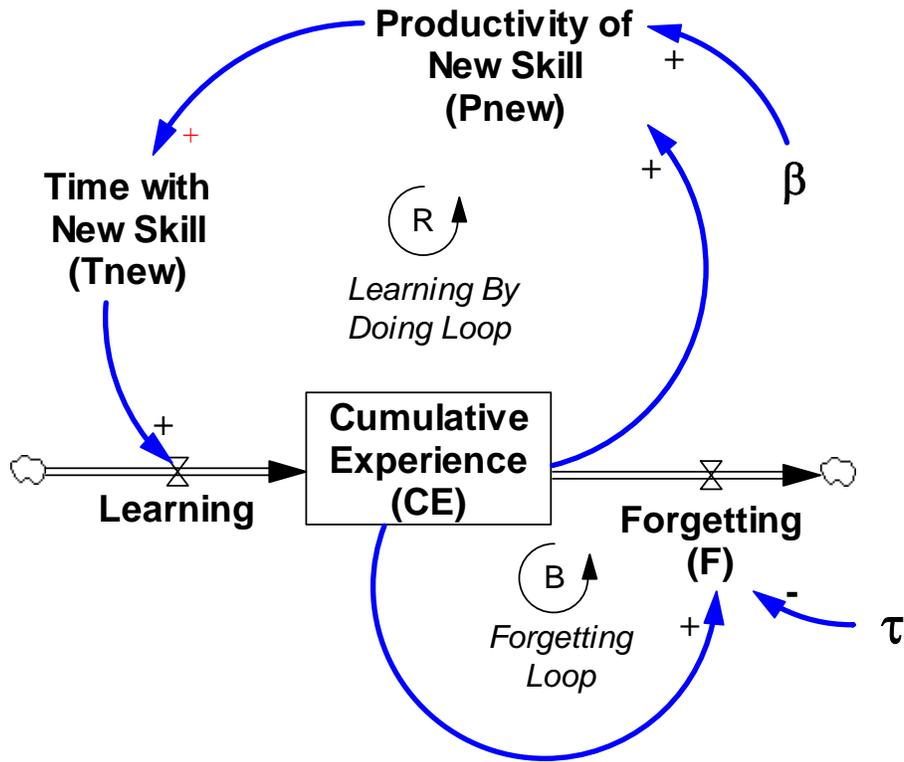 Productivity of
New Skill
(Pnew)
+
β
+
+
Time with
New Skill
(Tnew)
R
Learning By
Doing Loop
+
Learning
Cumulative
Experience
(CE)
Forgetting
(F)
B
Forgetting
Loop
+
-
τ